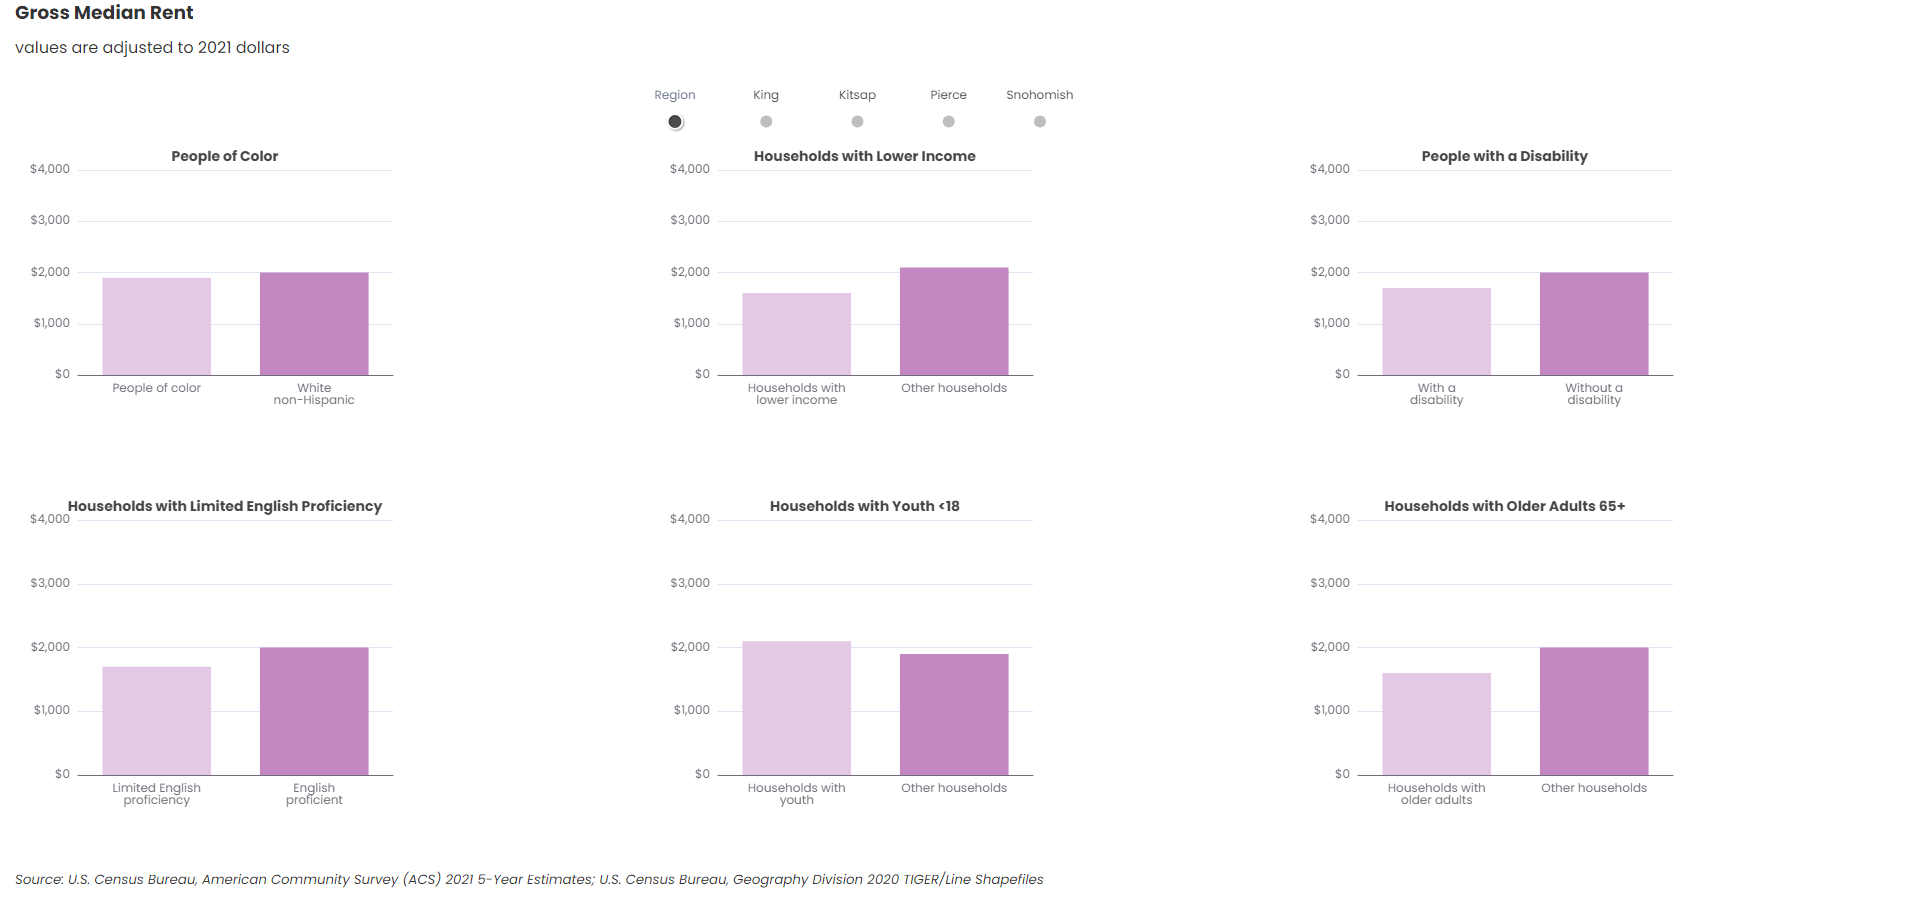 Gross Median Rent
values are adjusted to 2021 dollars
Region King Kitsap Pierce Snohomish
People of Color
$4,000
$3,000
$2,000
$1,000
$0
People of color
White
non-Hispanic
Households with Lower Income
$4,000
$3,000
$2,000
$1,000
$0
Households with
lower income
Other households
People with a Disability
$4,000
$3,000
$2,000
$1,000
$0
With a
disability
Without a
disability
Households with Limited English Proficiency
$4,000
$3,000
$2,000
$1,000
$0
Limited English
proficiency
English
proficient
Households with Youth <18
$4,000
$3,000
$2,000
$1,000
$0
Households with
youth
Other households
Households with Older Adults 65+
$4,000
$3,000
$2,000
$1,000
$0
Households with
older adults
Other households
Source: U.S. Census Bureau, American Community Survey (ACS) 2021 5-Year Estimates; U.S. Census Bureau, Geography Division 2020 TIGER/Line Shapefiles